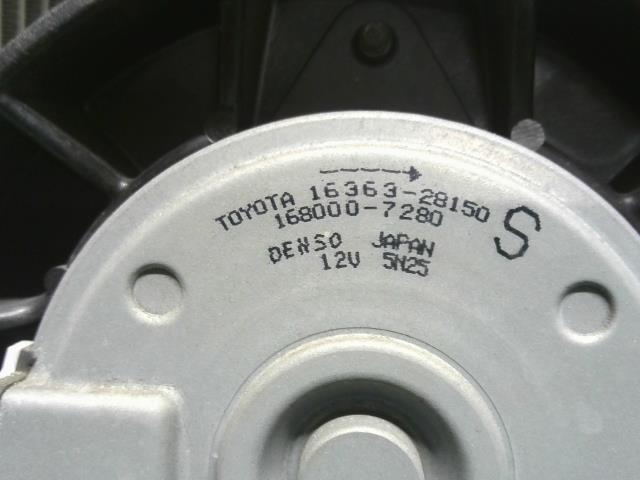 TOYOTA 16363-28150
168000-7280
S
DENSO JAPAN
12V 5N25